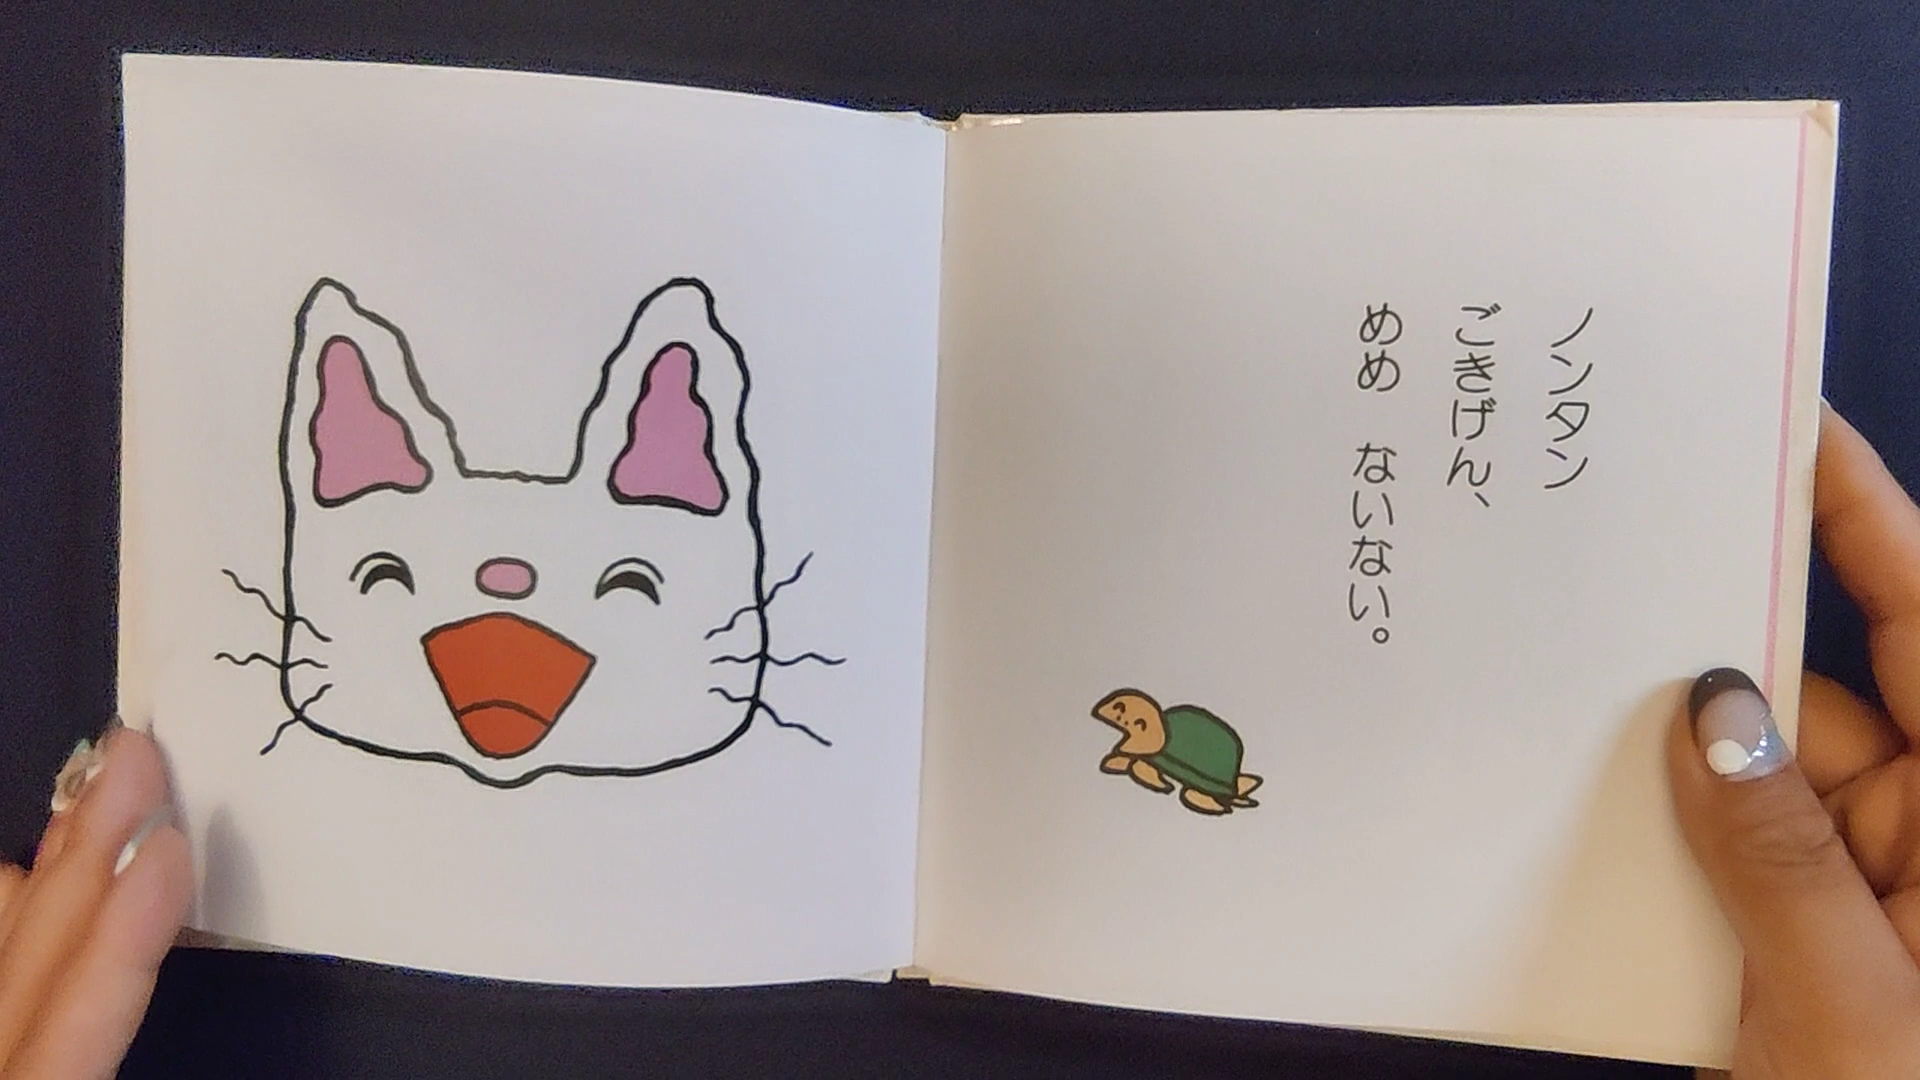 ノンタン
ごきげん、
めめ　ないない。